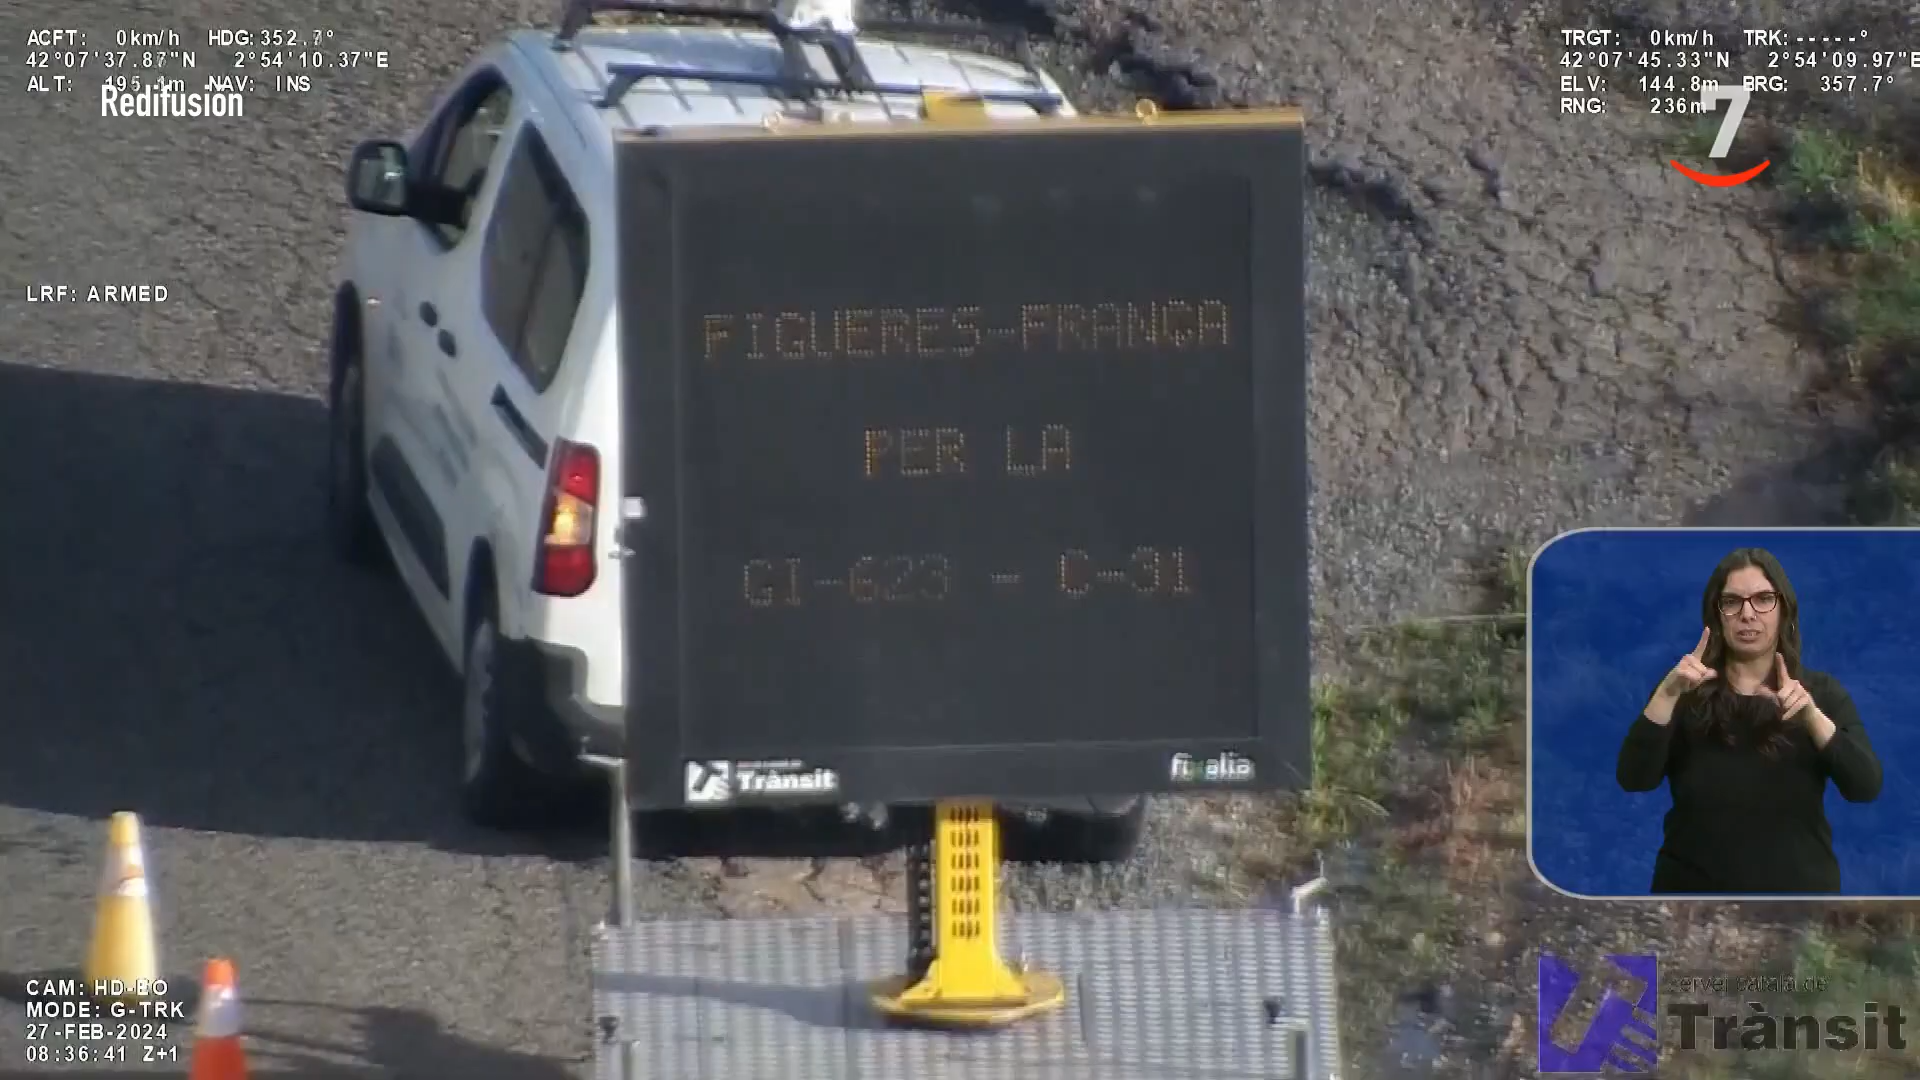 ACFT: 0km/h HDG:352.7°
42°07'37.87"N 2°54'10.37"E
ALT: 195.1m NAV: INS
Redifusión
TRGT: 0km/h TRK:-----°
42°07'45.33"N 2°54'09.97"E
ELV: 144.8m BRG: 357.7°
RNG: 236m
7
LRF: ARMED
FIGUERES-FRANÇA
PER LA
GI-623 - C-31
Trànsit
fixalia
CAM: HD-EO
MODE: G-TRK
27-FEB-2024
08:36:41 Z+1
servei català de
Trànsit